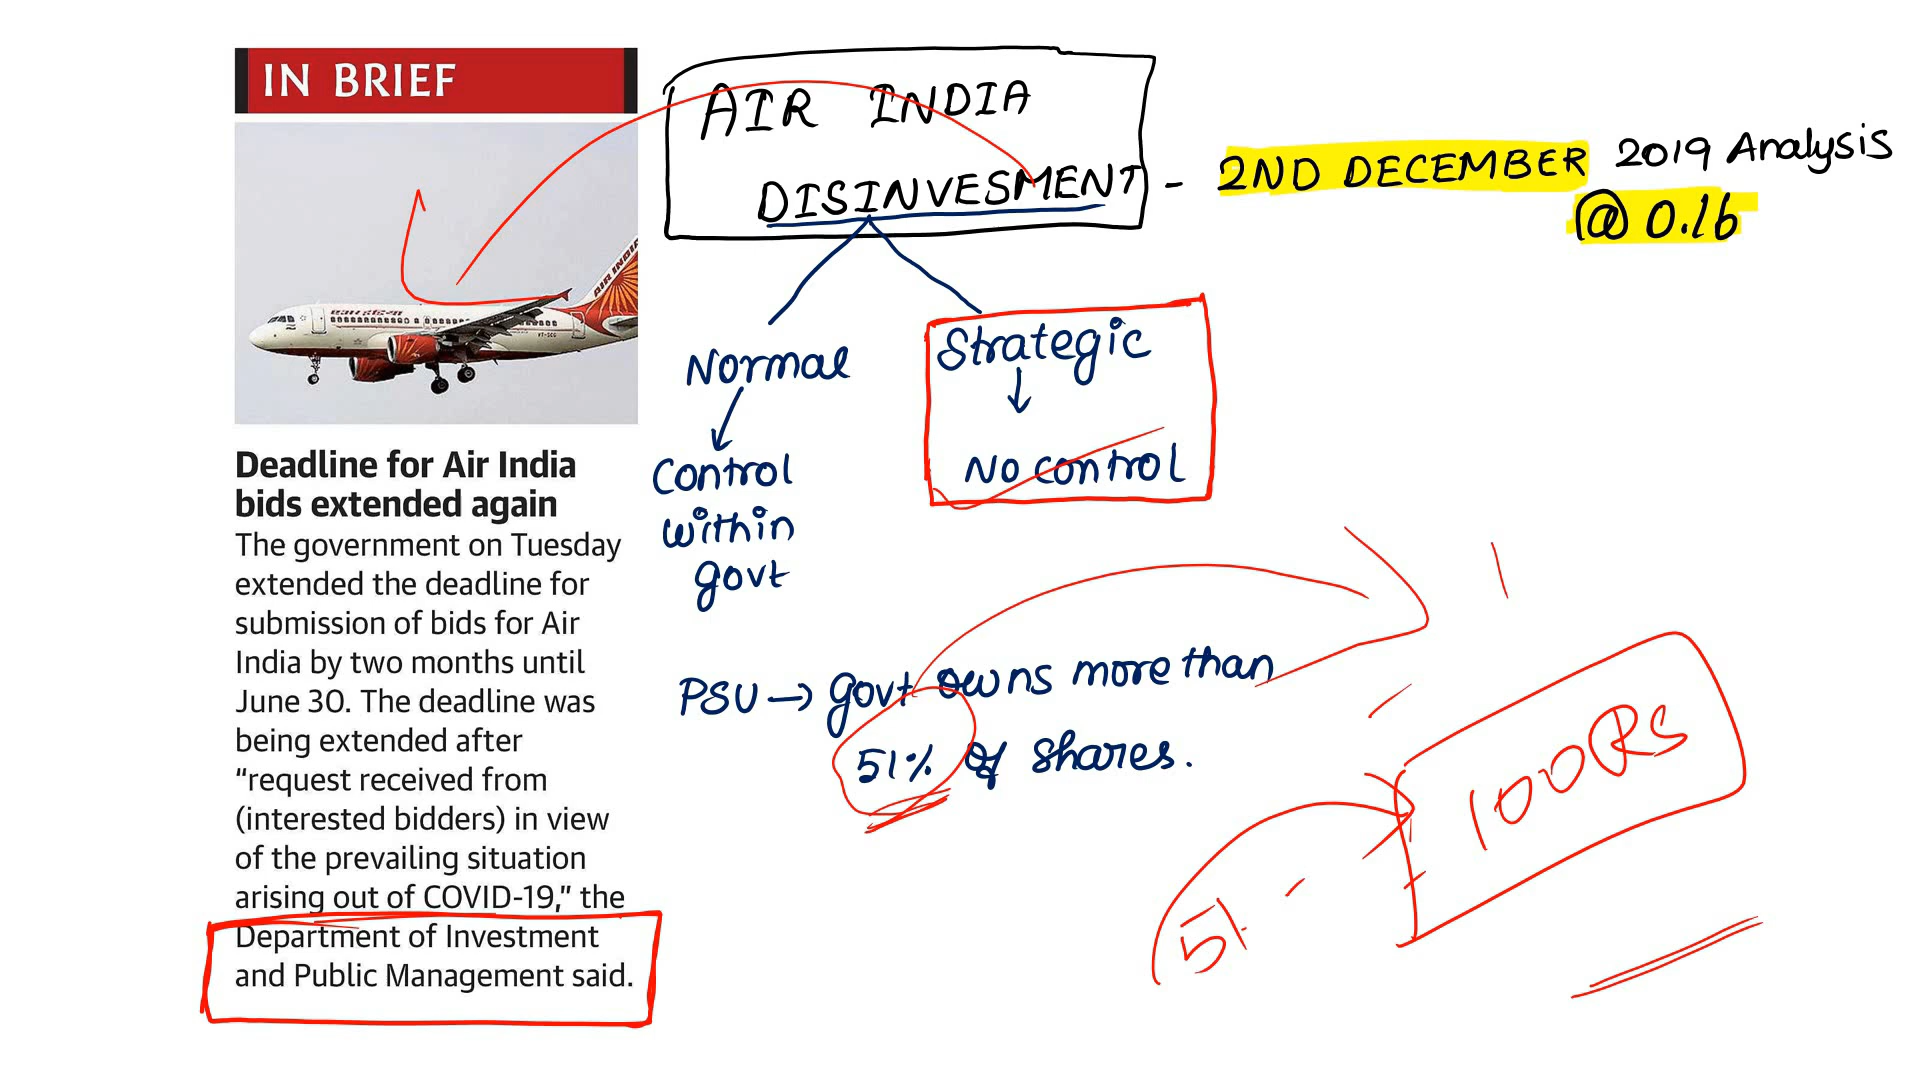 IN BRIEF
AIR INDIA
Deadline for Air India
bids extended again
The government on Tuesday
extended the deadline for
submission of bids for Air
India by two months until
June 30. The deadline was
being extended after
“request received from
(interested bidders) in view
of the prevailing situation
arising out of COVID-19,” the
Department of Investment
and Public Management said.
AIR INDIA
DISINVESMENT - 2ND DECEMBER 2019 Analysis
@ 0.16
Normal
Control
within
govt
Strategic
No control
PSU → govt owns more than
51% of shares.
100RS
51